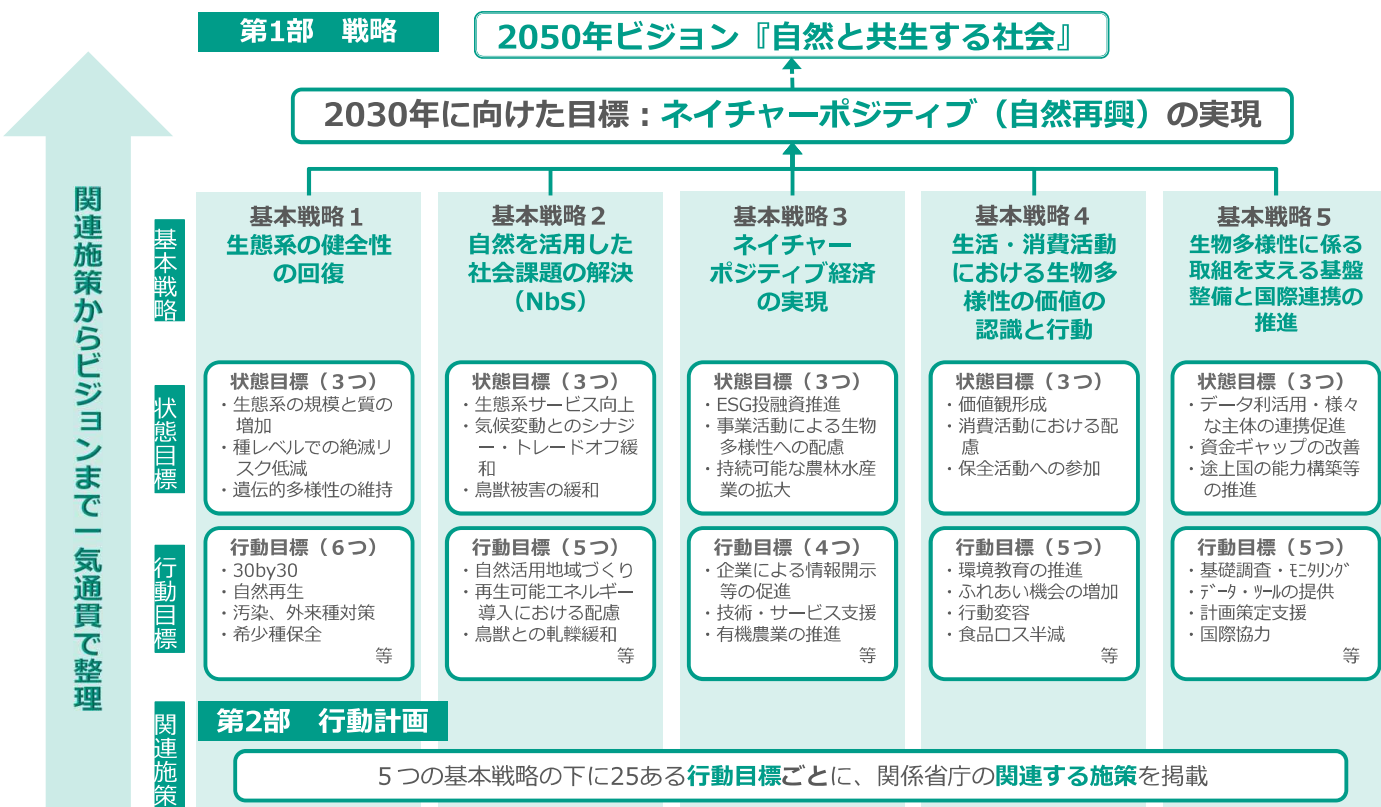 第1部　戦略
2050年ビジョン『自然と共生する社会』
2030年に向けた目標：ネイチャーポジティブ（自然再興）の実現
関連施策からビジョンまで一気通貫で整理
基本戦略
基本戦略１
生態系の健全性
の回復
基本戦略２
自然を活用した
社会課題の解決
（NbS）
基本戦略３
ネイチャー
ポジティブ経済
の実現
基本戦略４
生活・消費活動
における生物多
様性の価値の
認識と行動
基本戦略５
生物多様性に係る
取組を支える基盤
整備と国際連携の
推進
状態目標
状態目標（３つ）
・生態系の規模と質の
増加
・種レベルでの絶滅リ
スク低減
・遺伝的多様性の維持
状態目標（３つ）
・生態系サービス向上
・気候変動とのシナジ
ー・トレードオフ緩
和
・鳥獣被害の緩和
状態目標（３つ）
・ESG投融資推進
・事業活動による生物
多様性への配慮
・持続可能な農林水産
業の拡大
状態目標（３つ）
・価値観形成
・消費活動における配
慮
・保全活動への参加
状態目標（３つ）
・データ利活用・様々
な主体の連携促進
・資金ギャップの改善
・途上国の能力構築等
の推進
行動目標
行動目標（６つ）
・30by30
・自然再生
・汚染、外来種対策
・希少種保全
等
行動目標（５つ）
・自然活用地域づくり
・再生可能エネルギー
導入における配慮
・鳥獣との軋轢緩和
等
行動目標（４つ）
・企業による情報開示
等の促進
・技術・サービス支援
・有機農業の推進
等
行動目標（５つ）
・環境教育の推進
・ふれあい機会の増加
・行動変容
・食品ロス半減
等
行動目標（５つ）
・基礎調査・ﾓﾆﾀﾘﾝｸﾞ
・ﾃﾞｰﾀ・ﾂｰﾙの提供
・計画策定支援
・国際協力
等
関連施策
第2部　行動計画
５つの基本戦略の下に25ある行動目標ごとに、関係省庁の関連する施策を掲載